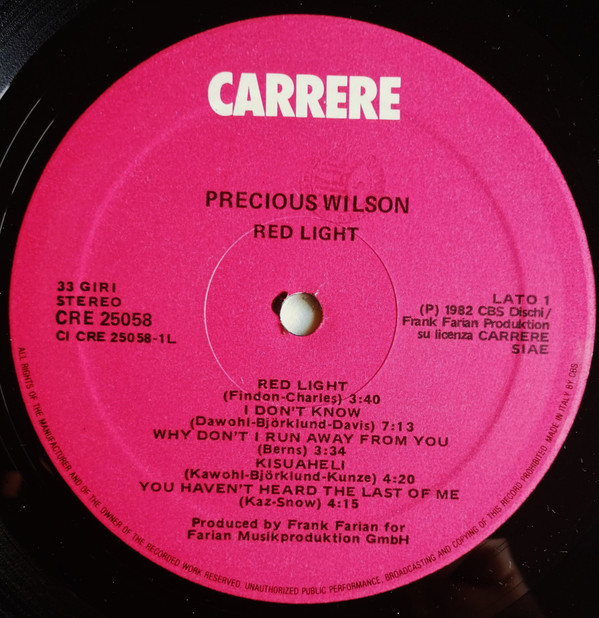 CARRERE
PRECIOUS WILSON
RED LIGHT
33 GIRI
STEREO
CRE 25058
CI CRE 25058-1L
LATO 1
(P) 1982 CBS Dischi/
Frank Farian Produktion
su licenza CARRERE
SIAE
RED LIGHT
(Findon-Charles) 3:40
I DON'T KNOW
(Dawohl-Björklund-Davis) 7:13
WHY DON'T I RUN AWAY FROM YOU
(Berns) 3:34
KISUAHELI
(Kawohl-Björklund-Kunze) 4:20
YOU HAVEN'T HEARD THE LAST OF ME
(Kaz-Snow) 4:15
Produced by Frank Farian for
Farian Musikproduktion GmbH
ALL RIGHTS OF THE MANUFACTURER AND OF THE OWNER OF THE RECORDED WORK RESERVED. UNAUTHORIZED PUBLIC PERFORMANCE, BROADCASTING AND COPYING OF THIS RECORD PROHIBITED. MADE IN ITALY BY CBS